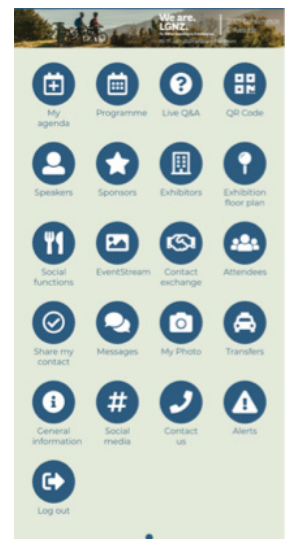 We are.
LGNZ.
My agenda
Programme
Live Q&A
QR Code
Speakers
Sponsors
Exhibitors
Exhibition floor plan
Social functions
EventStream
Contact exchange
Attendees
Share my contact
Messages
My Photo
Transfers
General information
Social media
Contact us
Alerts
Log out